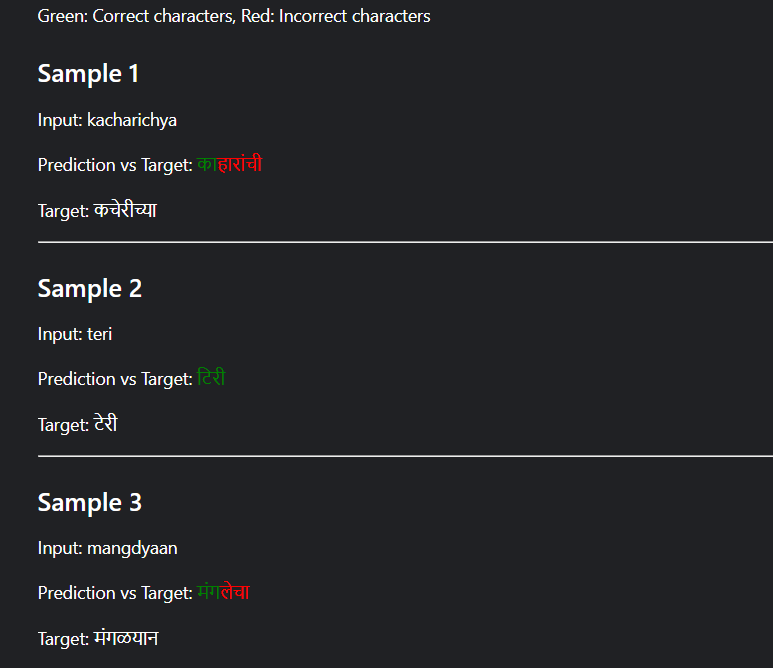 Green: Correct characters, Red: Incorrect characters
Sample 1
Input: kacharichya
Prediction vs Target: काहारांची
Target: कचेरीच्या
Sample 2
Input: teri
Prediction vs Target: टिरी
Target: टेरी
Sample 3
Input: mangdyaan
Prediction vs Target: मंगलेचा
Target: मंगळयान